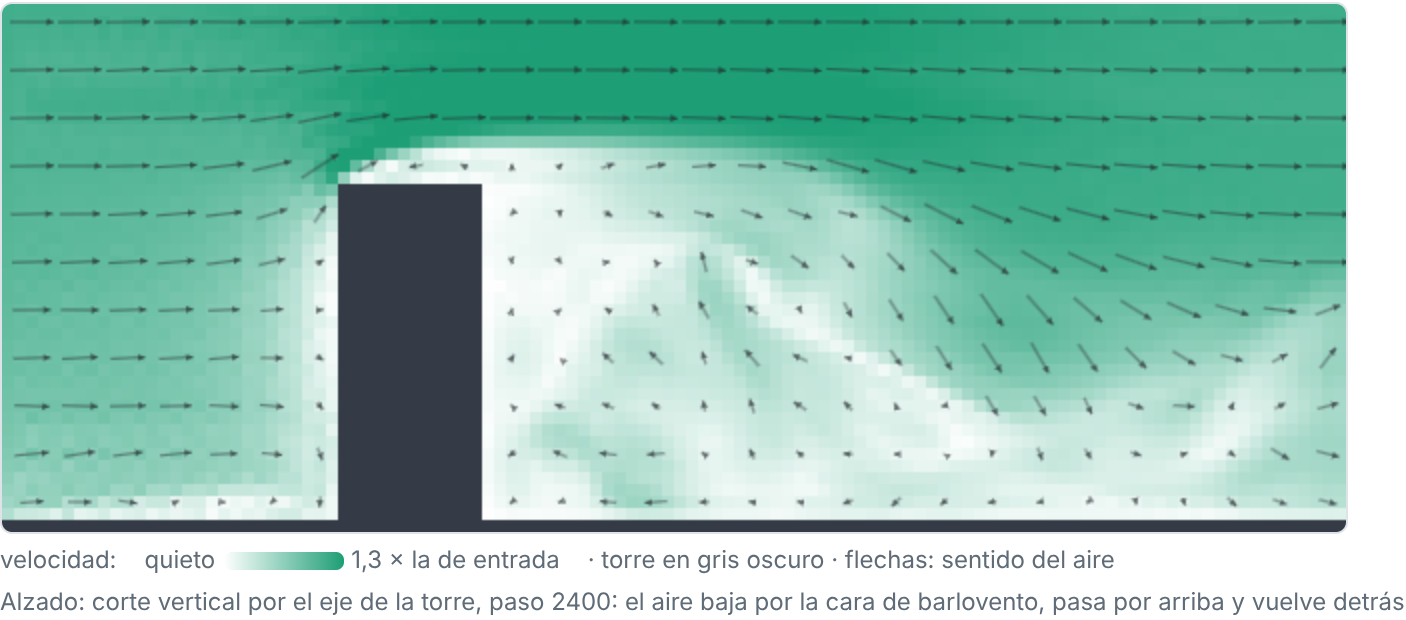 velocidad: quieto 1,3 × la de entrada · torre en gris oscuro · flechas: sentido del aire
Alzado: corte vertical por el eje de la torre, paso 2400: el aire baja por la cara de barlovento, pasa por arriba y vuelve detrás